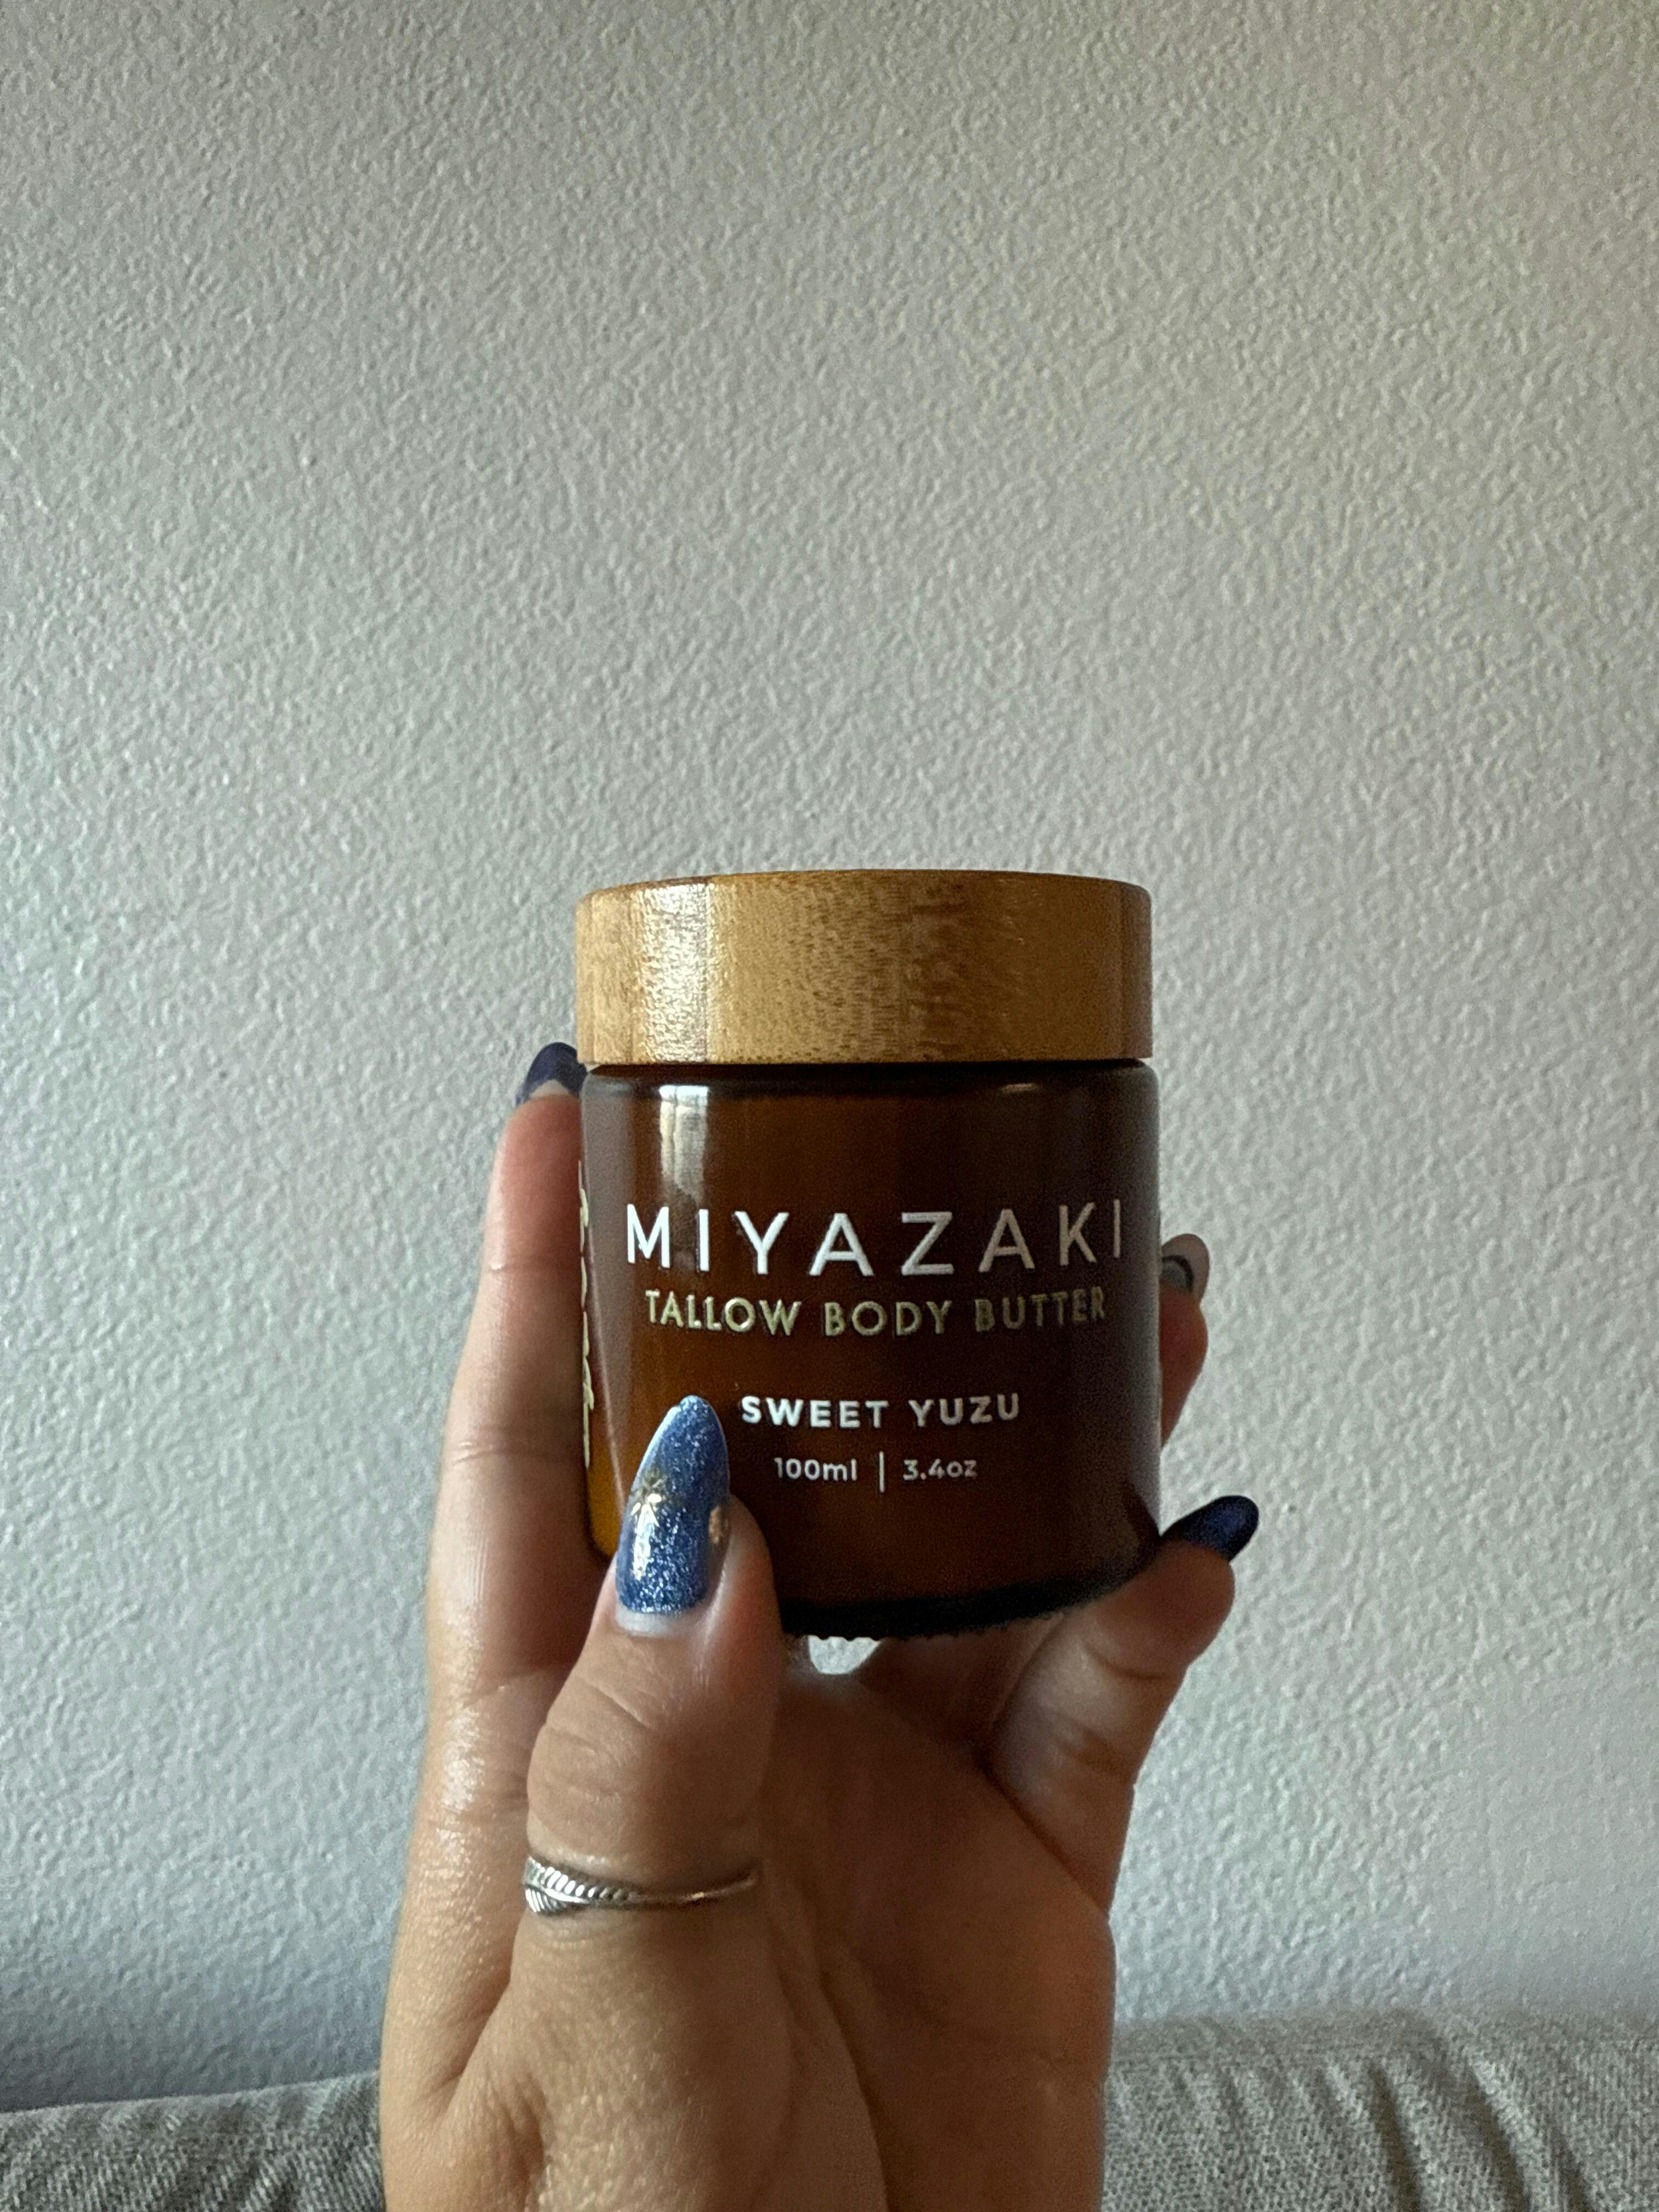 MIYAZAKI
TALLOW BODY BUTTER
SWEET YUZU
100ml | 3.4oz